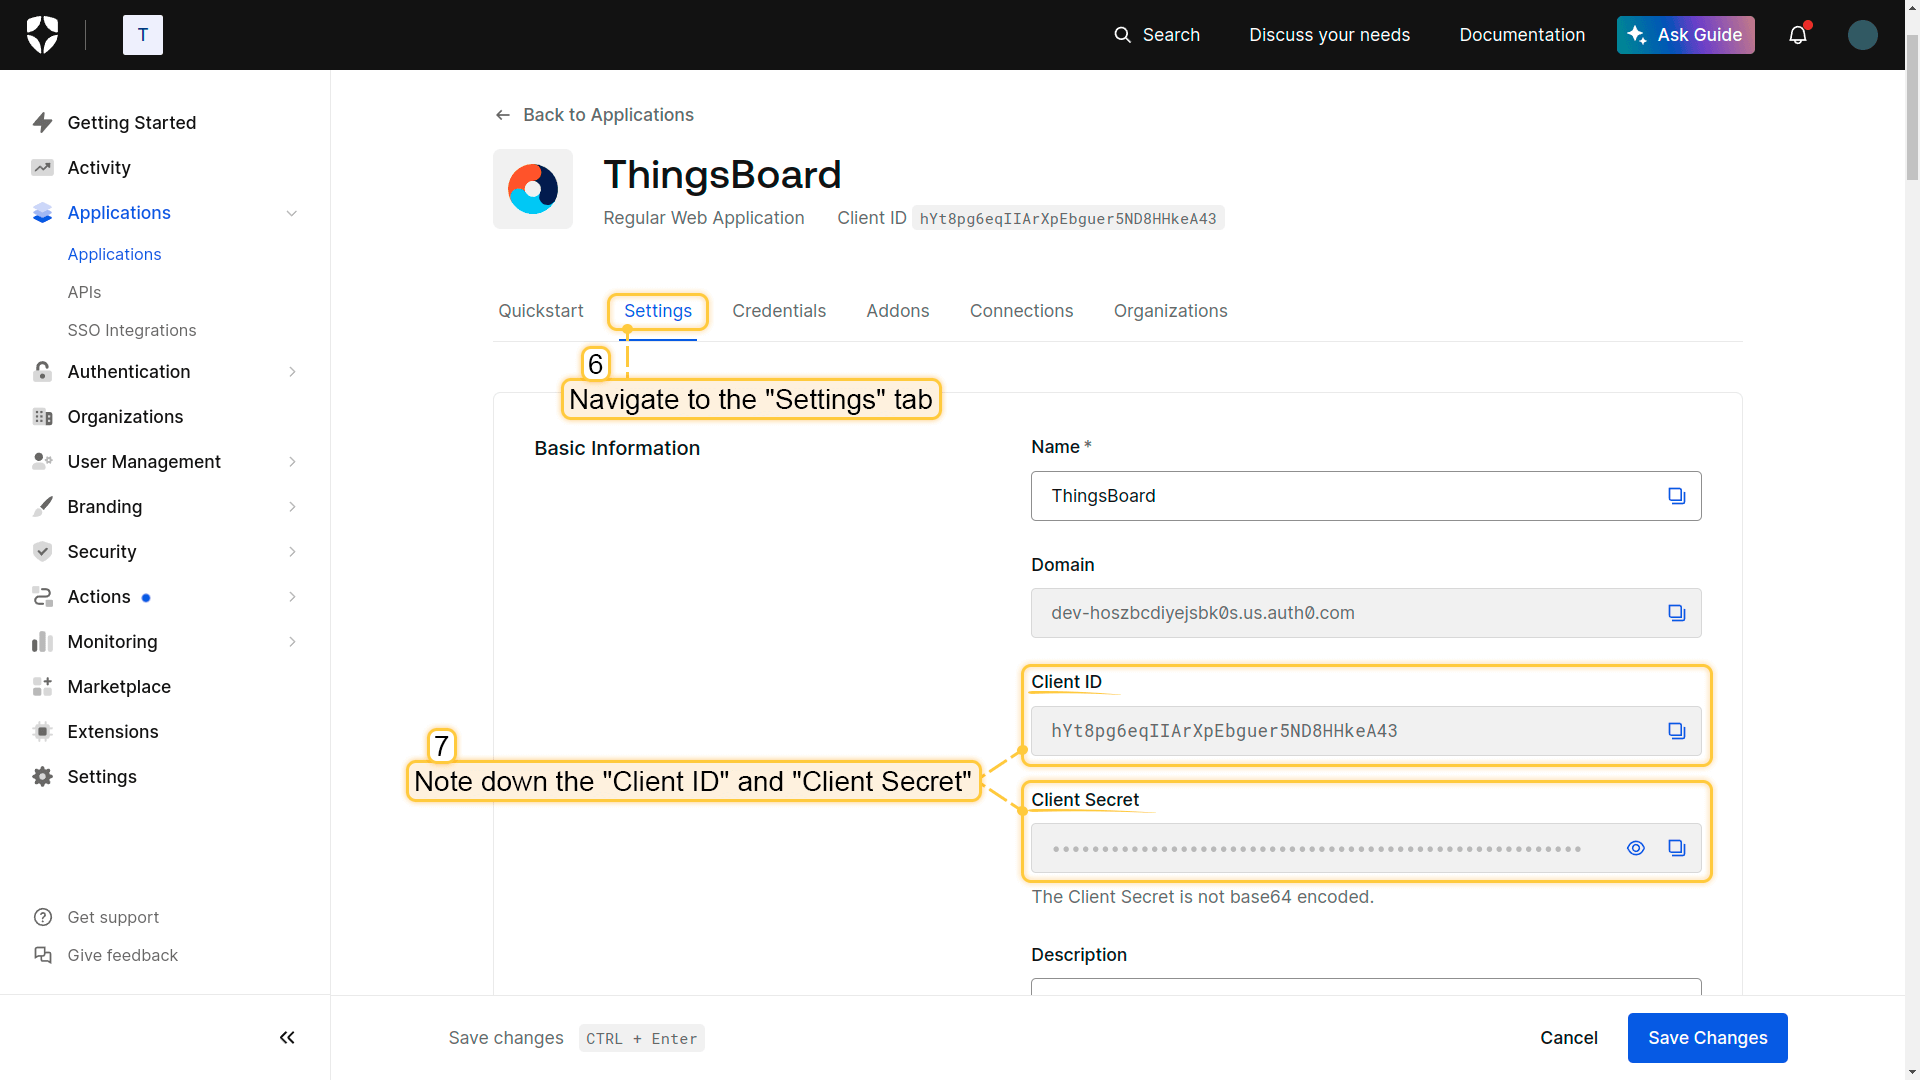 T
Search
Discuss your needs
Documentation
Ask Guide
Getting Started
Activity
Applications
Applications
APIs
SSO Integrations
Authentication
Organizations
User Management
Branding
Security
Actions
Monitoring
Marketplace
Extensions
Settings
Get support
Give feedback
Back to Applications
ThingsBoard
Regular Web Application Client ID hYt8pg6eqIIArXpEbguer5ND8HHkeA43
Quickstart Settings Credentials Addons Connections Organizations
6
Navigate to the "Settings" tab
Basic Information
Name *
ThingsBoard
Domain
dev-hoszbcdiyejsbk0s.us.auth0.com
Client ID
hYt8pg6eqIIArXpEbguer5ND8HHkeA43
7
Note down the "Client ID" and "Client Secret"
Client Secret
The Client Secret is not base64 encoded.
Description
Save changes CTRL + Enter
Cancel
Save Changes